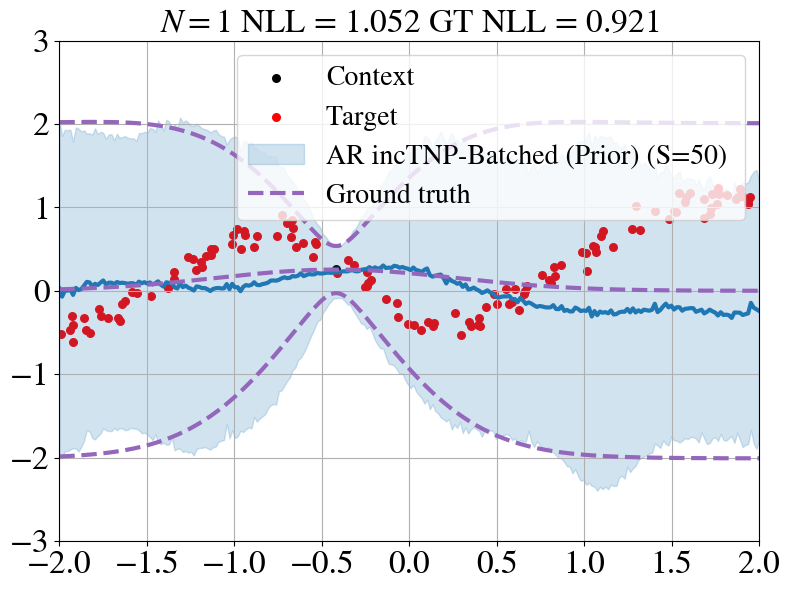 N = 1 NLL = 1.052 GT NLL = 0.921
3
2
1
0
−1
−2
−3
Context
Target
AR incTNP-Batched (Prior) (S=50)
Ground truth
−2.0 −1.5 −1.0 −0.5 0.0 0.5 1.0 1.5 2.0